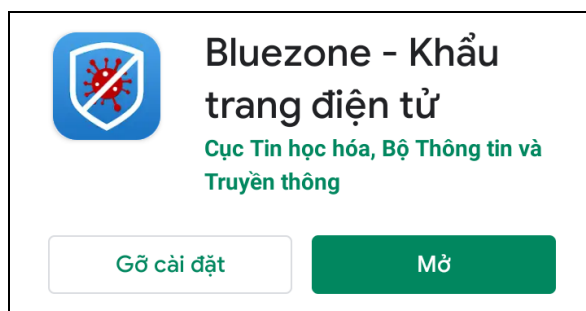 Bluezone - Khẩu
trang điện tử
Cục Tin học hóa, Bộ Thông tin và
Truyền thông
Gỡ cài đặt
Mở